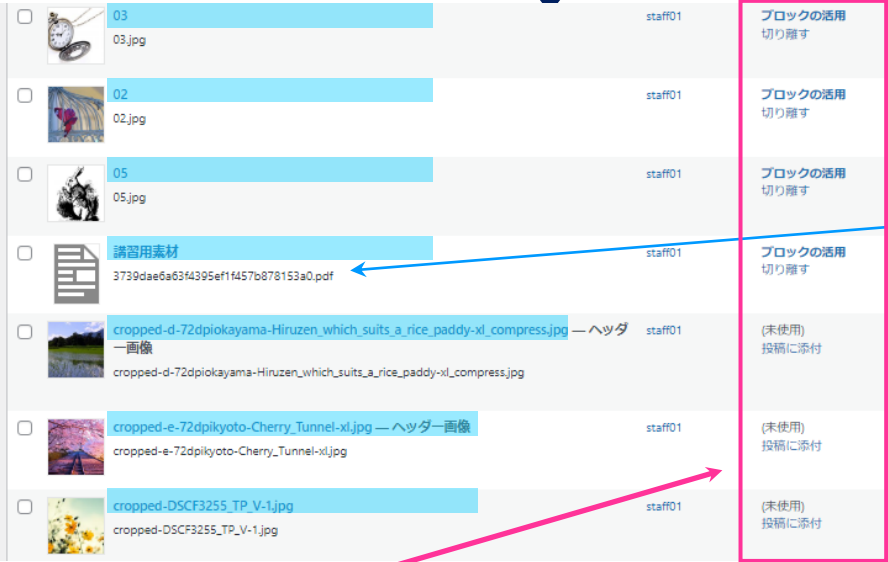 03
staff01
ブロックの活用
03.jpg
切り離す
02
staff01
ブロックの活用
02.jpg
切り離す
05
staff01
ブロックの活用
05.jpg
切り離す
講習用素材
staff01
ブロックの活用
3739dae6a63f4395ef1f457b878153a0.pdf
切り離す
cropped-d-72dpiokayama-Hiruzen_which_suits_a_rice_paddy-xl_compress.jpg — ヘッダ
ー画像
staff01
(未使用)
投稿に添付
cropped-d-72dpiokayama-Hiruzen_which_suits_a_rice_paddy-xl_compress.jpg
cropped-e-72dpikyoto-Cherry_Tunnel-xl.jpg — ヘッダー画像
staff01
(未使用)
cropped-e-72dpikyoto-Cherry_Tunnel-xl.jpg
投稿に添付
cropped-DSCF3255_TP_V-1.jpg
staff01
(未使用)
cropped-DSCF3255_TP_V-1.jpg
投稿に添付